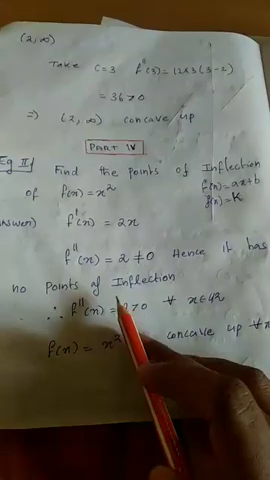 (2, ∞)
Take C=3 f''(3) = 12×3(3-2)
= 36 > 0
⇒ (2, ∞) concave up
PART IV
Eg II Find the points of Inflection
of f(x) = x² f(x) = ax+b
f(x) = K
Answer) f'(x) = 2x
f''(x) = 2 ≠ 0 Hence it has
no Points of Inflection
∴ f''(x) = 2 > 0 ∀ x ∈
f(x) = x² concave up ∀ x